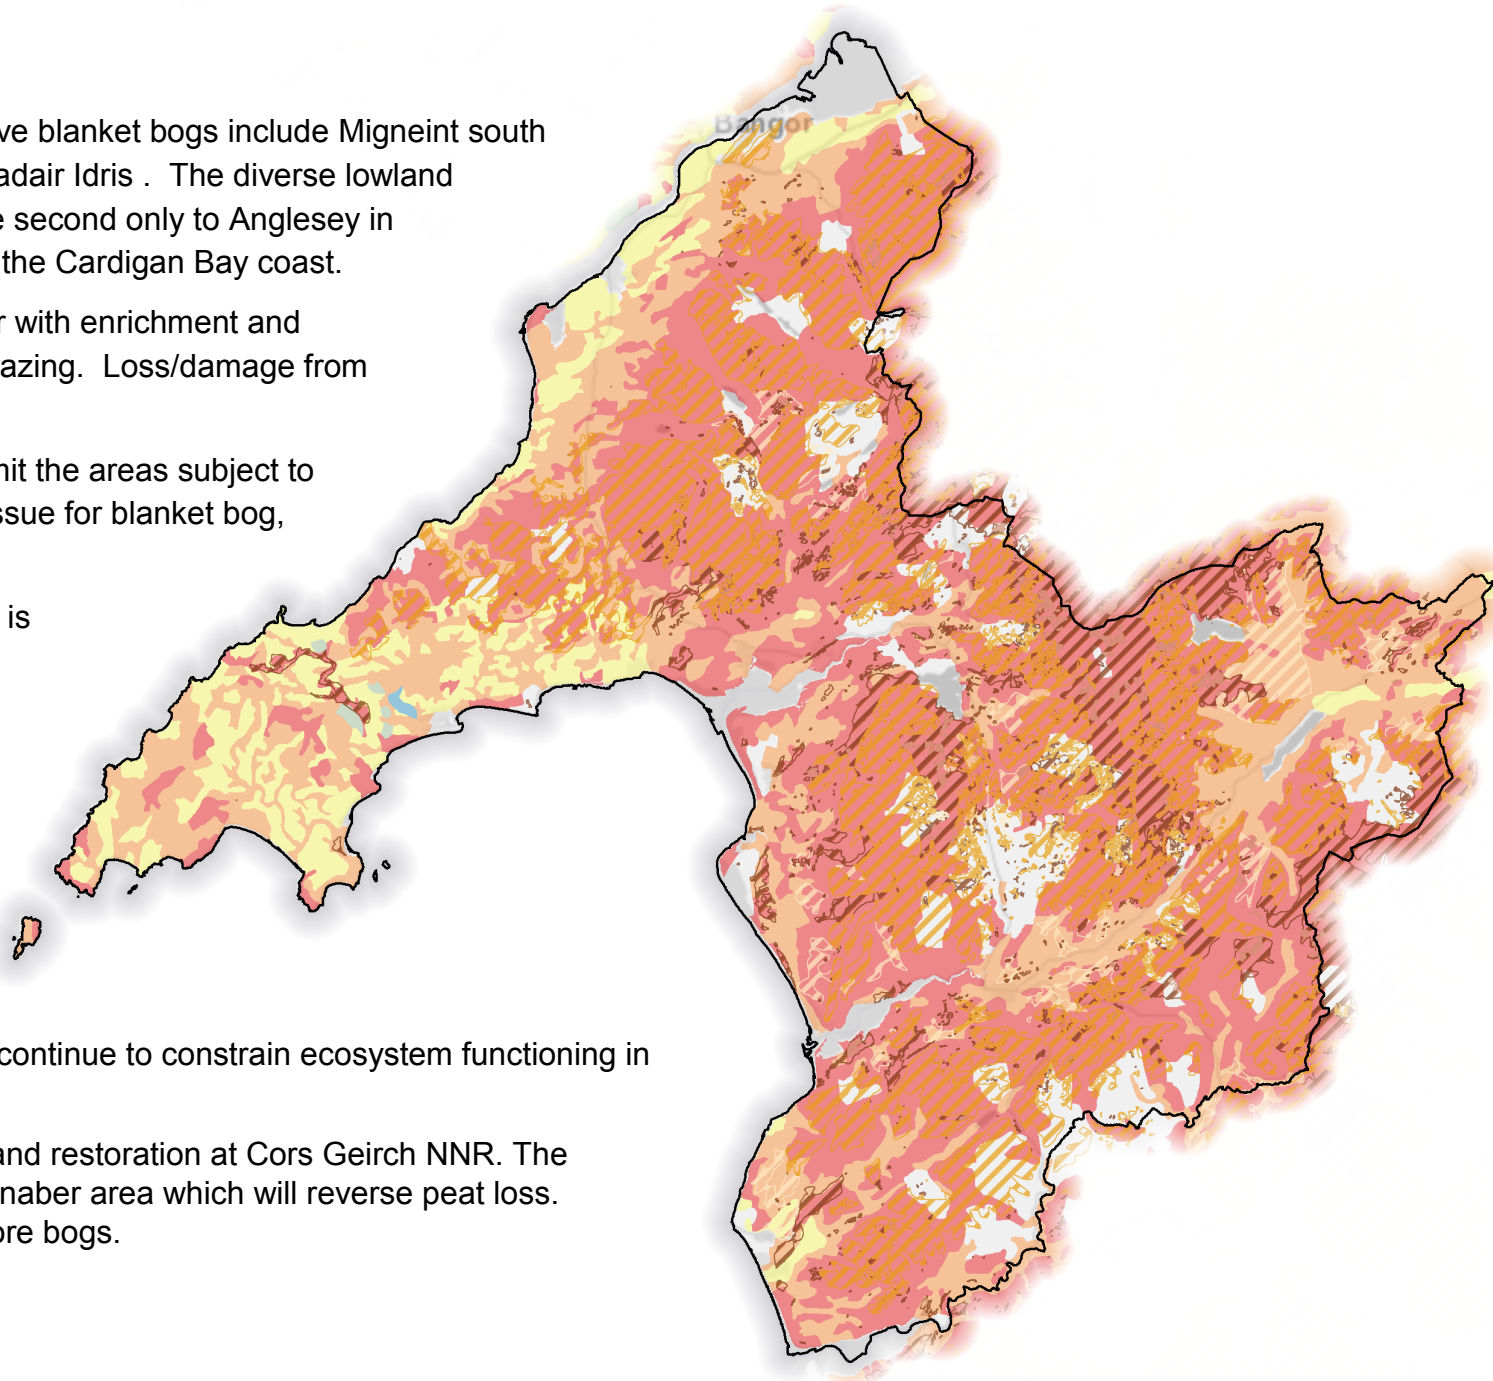 ve blanket bogs include Migneint south
adair Idris . The diverse lowland
e second only to Anglesey in
the Cardigan Bay coast.
r with enrichment and
azing. Loss/damage from
mit the areas subject to
ssue for blanket bog,
is
continue to constrain ecosystem functioning in
and restoration at Cors Geirch NNR. The
naber area which will reverse peat loss.
ore bogs.
Bangor